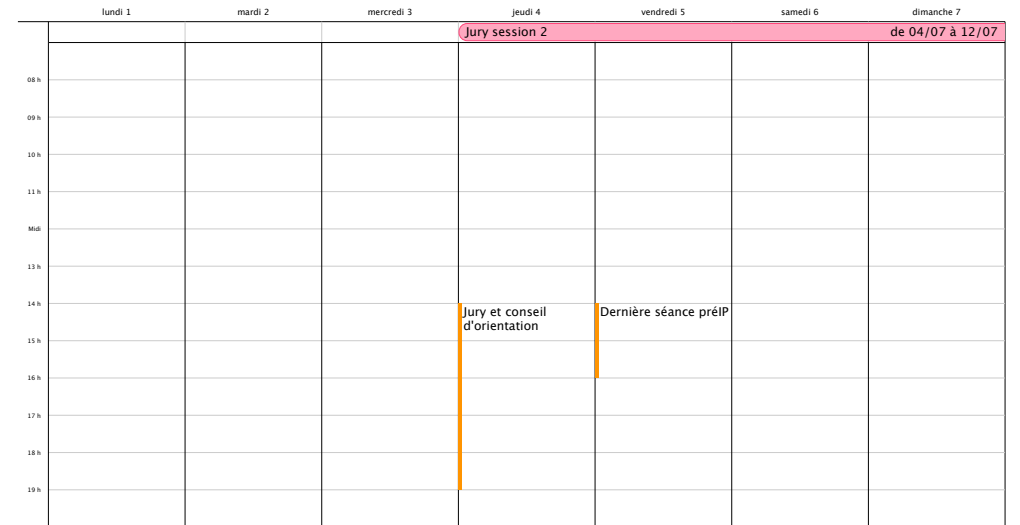 lundi 1 mardi 2 mercredi 3 jeudi 4 vendredi 5 samedi 6 dimanche 7
Jury session 2 de 04/07 à 12/07
08 h
09 h
10 h
11 h
Midi
13 h
14 h
Jury et conseil
d'orientation
Dernière séance préIP
15 h
16 h
17 h
18 h
19 h